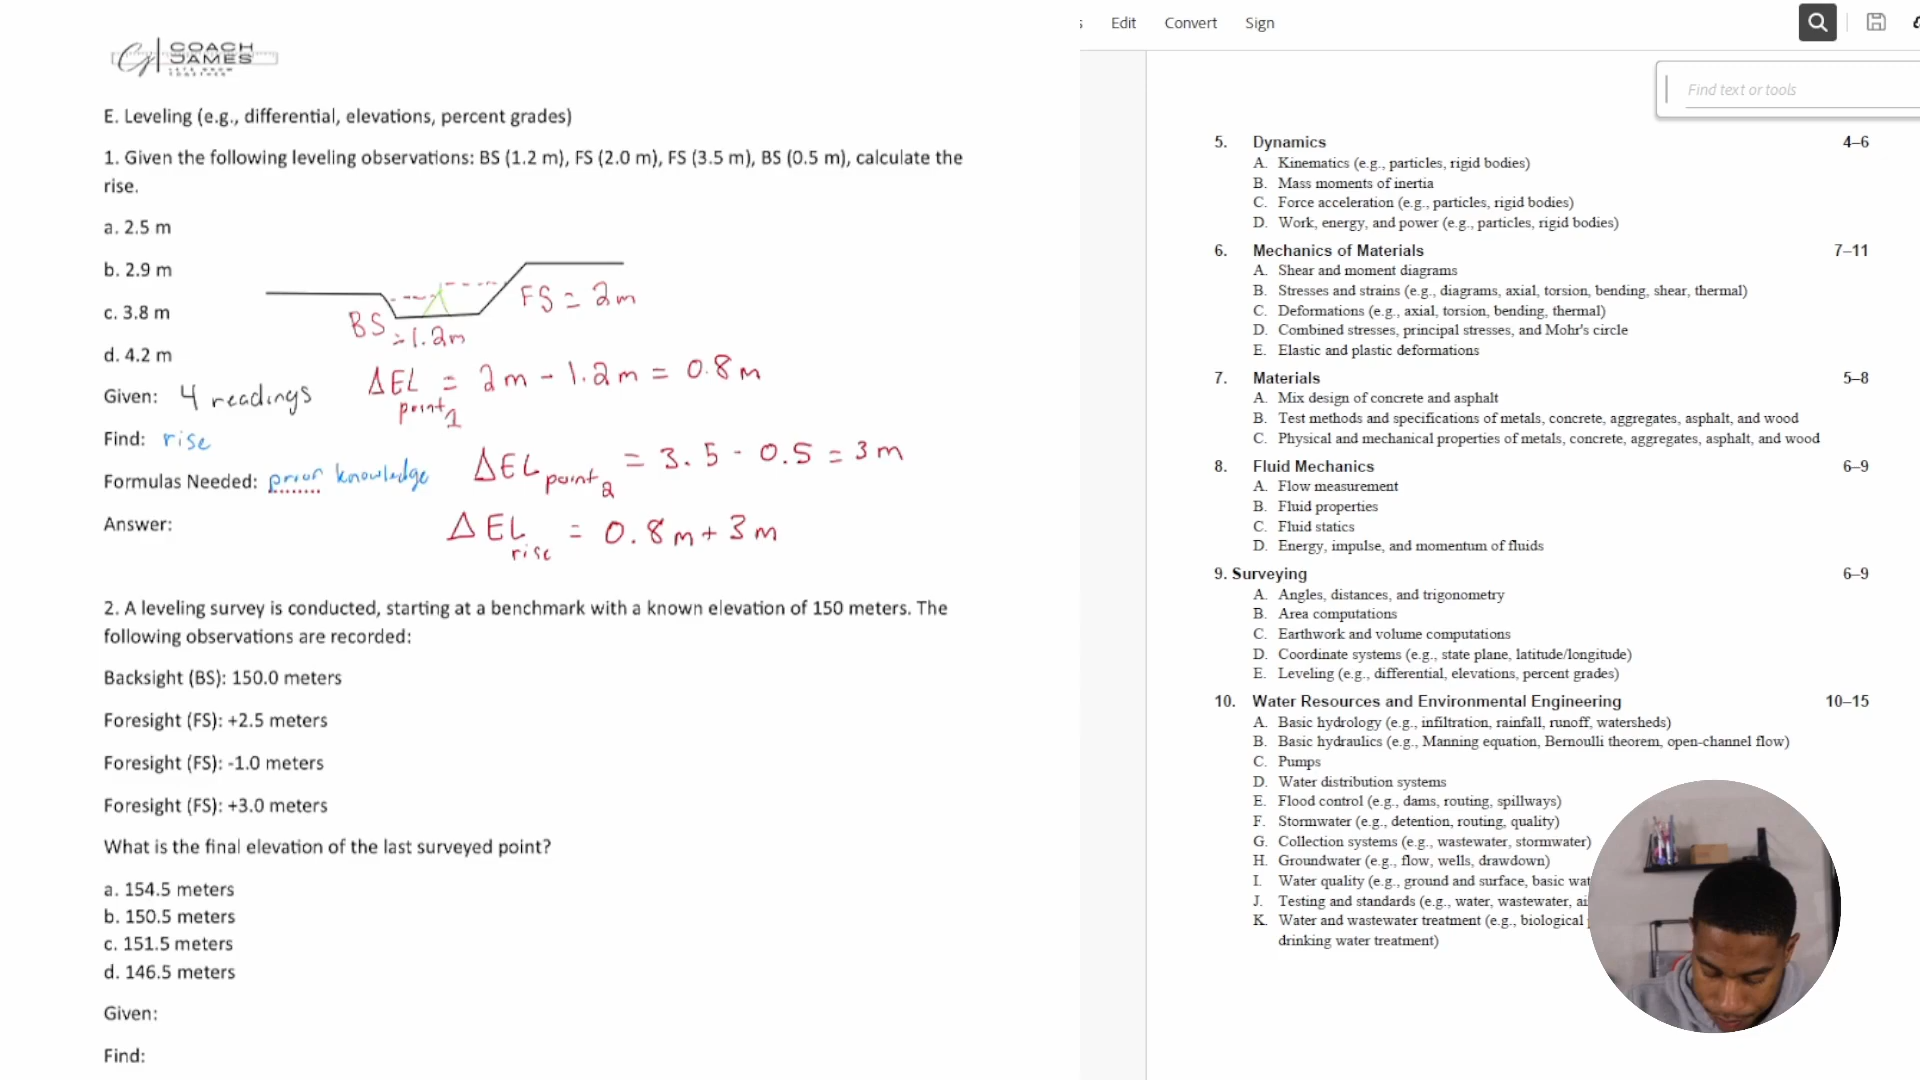 COACH
JAMES
E. Leveling (e.g., differential, elevations, percent grades)
1. Given the following leveling observations: BS (1.2 m), FS (2.0 m), FS (3.5 m), BS (0.5 m), calculate the
rise.
a. 2.5 m
b. 2.9 m
c. 3.8 m
d. 4.2 m
BS
= 1.2m
FS = 2m
ΔEL point 1 = 2m - 1.2m = 0.8m
Given: 4 readings
Find: rise
ΔEL point 2 = 3.5 - 0.5 = 3m
Formulas Needed: prior knowledge
Answer:
ΔEL rise = 0.8m + 3m
2. A leveling survey is conducted, starting at a benchmark with a known elevation of 150 meters. The
following observations are recorded:
Backsight (BS): 150.0 meters
Foresight (FS): +2.5 meters
Foresight (FS): -1.0 meters
Foresight (FS): +3.0 meters
What is the final elevation of the last surveyed point?
a. 154.5 meters
b. 150.5 meters
c. 151.5 meters
d. 146.5 meters
Given:
Find:
Edit Convert Sign
Find text or tools
5. Dynamics 4–6
A. Kinematics (e.g., particles, rigid bodies)
B. Mass moments of inertia
C. Force acceleration (e.g., particles, rigid bodies)
D. Work, energy, and power (e.g., particles, rigid bodies)
6. Mechanics of Materials 7–11
A. Shear and moment diagrams
B. Stresses and strains (e.g., diagrams, axial, torsion, bending, shear, thermal)
C. Deformations (e.g., axial, torsion, bending, thermal)
D. Combined stresses, principal stresses, and Mohr's circle
E. Elastic and plastic deformations
7. Materials 5–8
A. Mix design of concrete and asphalt
B. Test methods and specifications of metals, concrete, aggregates, asphalt, and wood
C. Physical and mechanical properties of metals, concrete, aggregates, asphalt, and wood
8. Fluid Mechanics 6–9
A. Flow measurement
B. Fluid properties
C. Fluid statics
D. Energy, impulse, and momentum of fluids
9. Surveying 6–9
A. Angles, distances, and trigonometry
B. Area computations
C. Earthwork and volume computations
D. Coordinate systems (e.g., state plane, latitude/longitude)
E. Leveling (e.g., differential, elevations, percent grades)
10. Water Resources and Environmental Engineering 10–15
A. Basic hydrology (e.g., infiltration, rainfall, runoff, watersheds)
B. Basic hydraulics (e.g., Manning equation, Bernoulli theorem, open-channel flow)
C. Pumps
D. Water distribution systems
E. Flood control (e.g., dams, routing, spillways)
F. Stormwater (e.g., detention, routing, quality)
G. Collection systems (e.g., wastewater, stormwater)
H. Groundwater (e.g., flow, wells, drawdown)
I. Water quality (e.g., ground and surface, basic wat
J. Testing and standards (e.g., water, wastewater, ai
K. Water and wastewater treatment (e.g., biological
drinking water treatment)